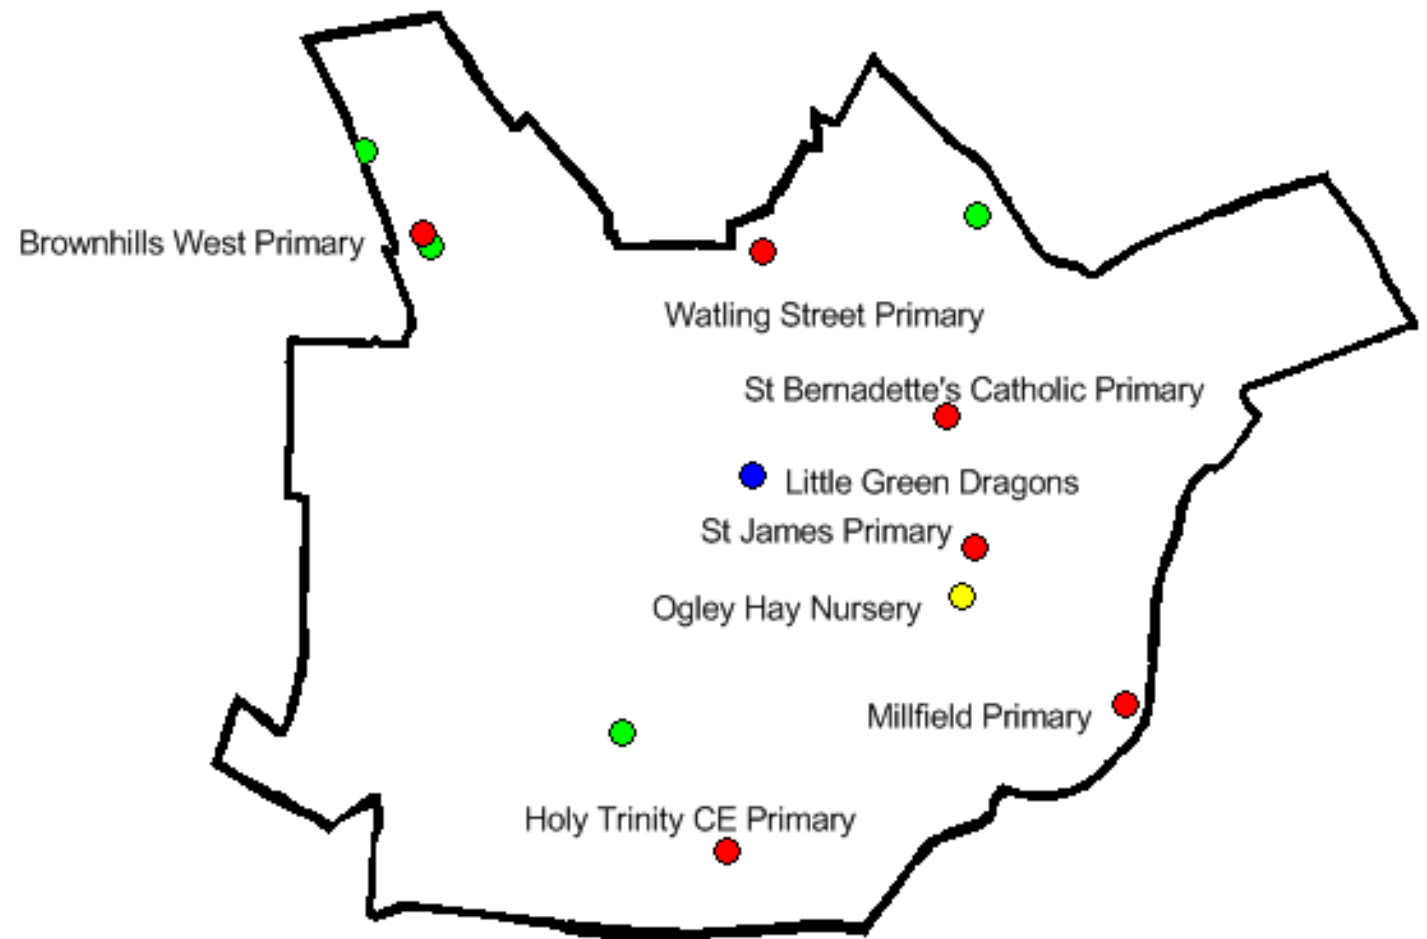 Brownhills West Primary
Watling Street Primary
St Bernadette's Catholic Primary
Little Green Dragons
St James Primary
Ogley Hay Nursery
Millfield Primary
Holy Trinity CE Primary